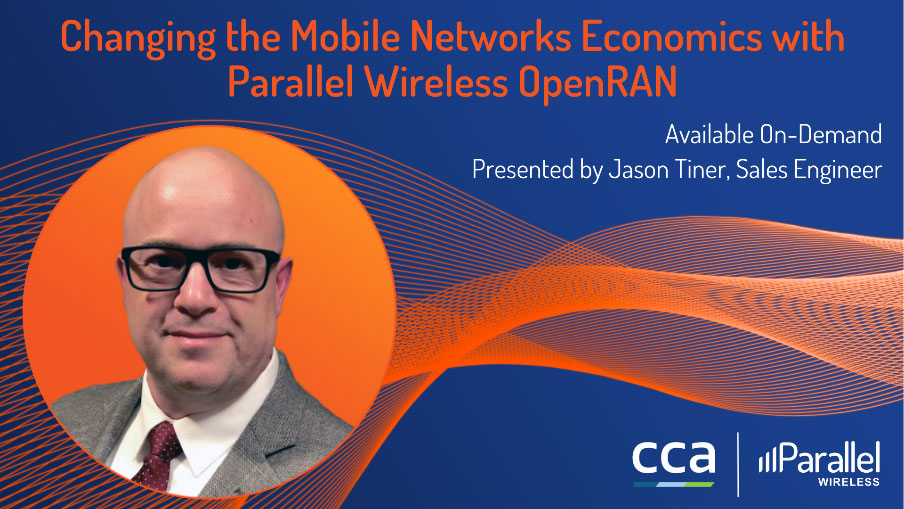 Changing the Mobile Networks Economics with
Parallel Wireless OpenRAN
Available On-Demand
Presented by Jason Tiner, Sales Engineer
cca
Parallel
WIRELESS